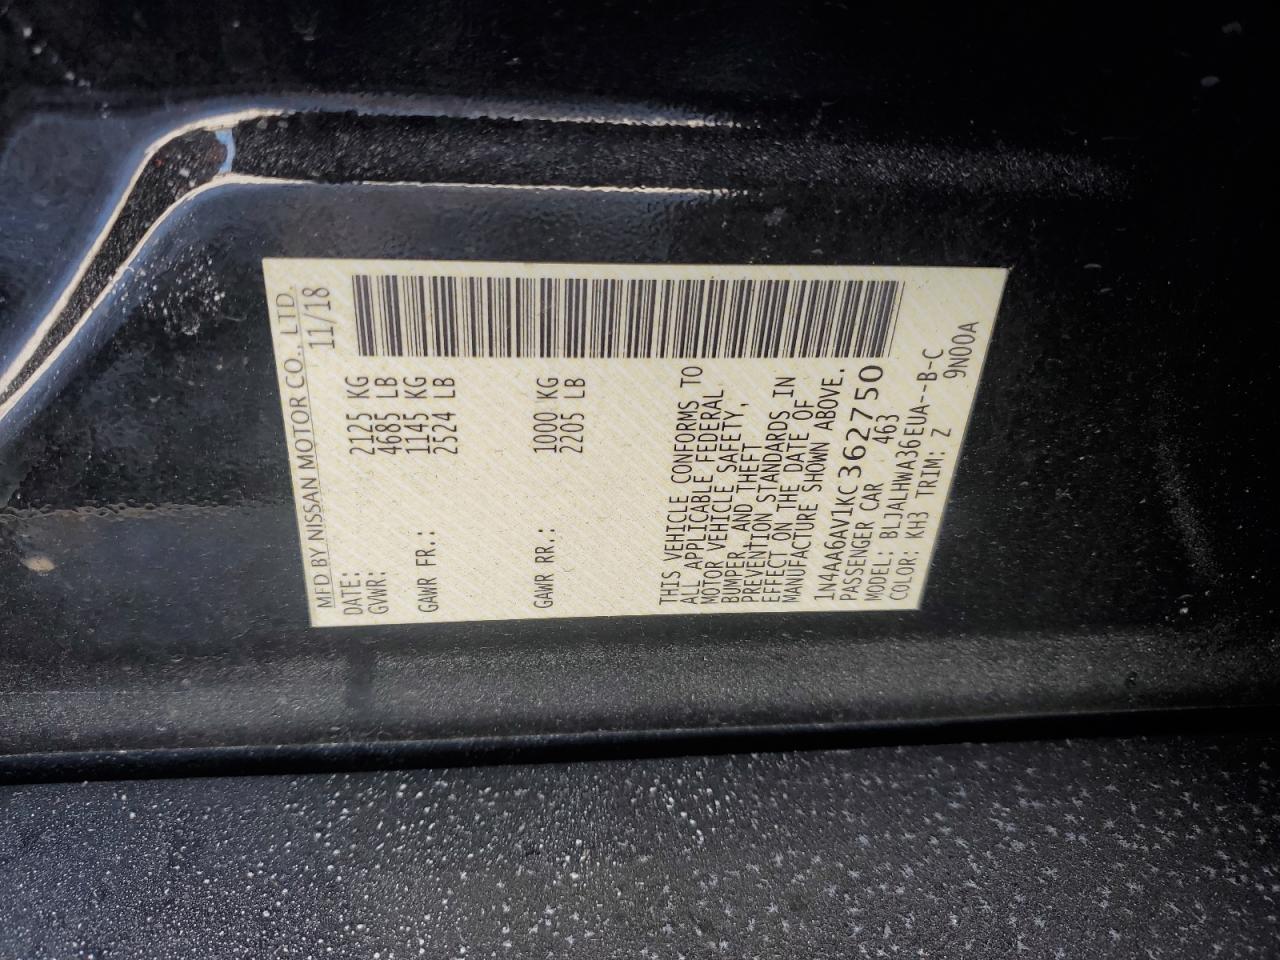 MFD BY NISSAN MOTOR CO., LTD.
DATE: 11/18
GVWR: 2125 KG
4685 LB
GAWR FR.: 1145 KG
2524 LB
GAWR RR.: 1000 KG
2205 LB
THIS VEHICLE CONFORMS TO
ALL APPLICABLE FEDERAL
MOTOR VEHICLE SAFETY,
BUMPER, AND THEFT
PREVENTION STANDARDS IN
EFFECT ON THE DATE OF
MANUFACTURE SHOWN ABOVE.
1N4AA6AV1KC362750
PASSENGER CAR 463
MODEL: BLJALHWA36EUA--B-C
COLOR: KH3 TRIM: Z 9N00A